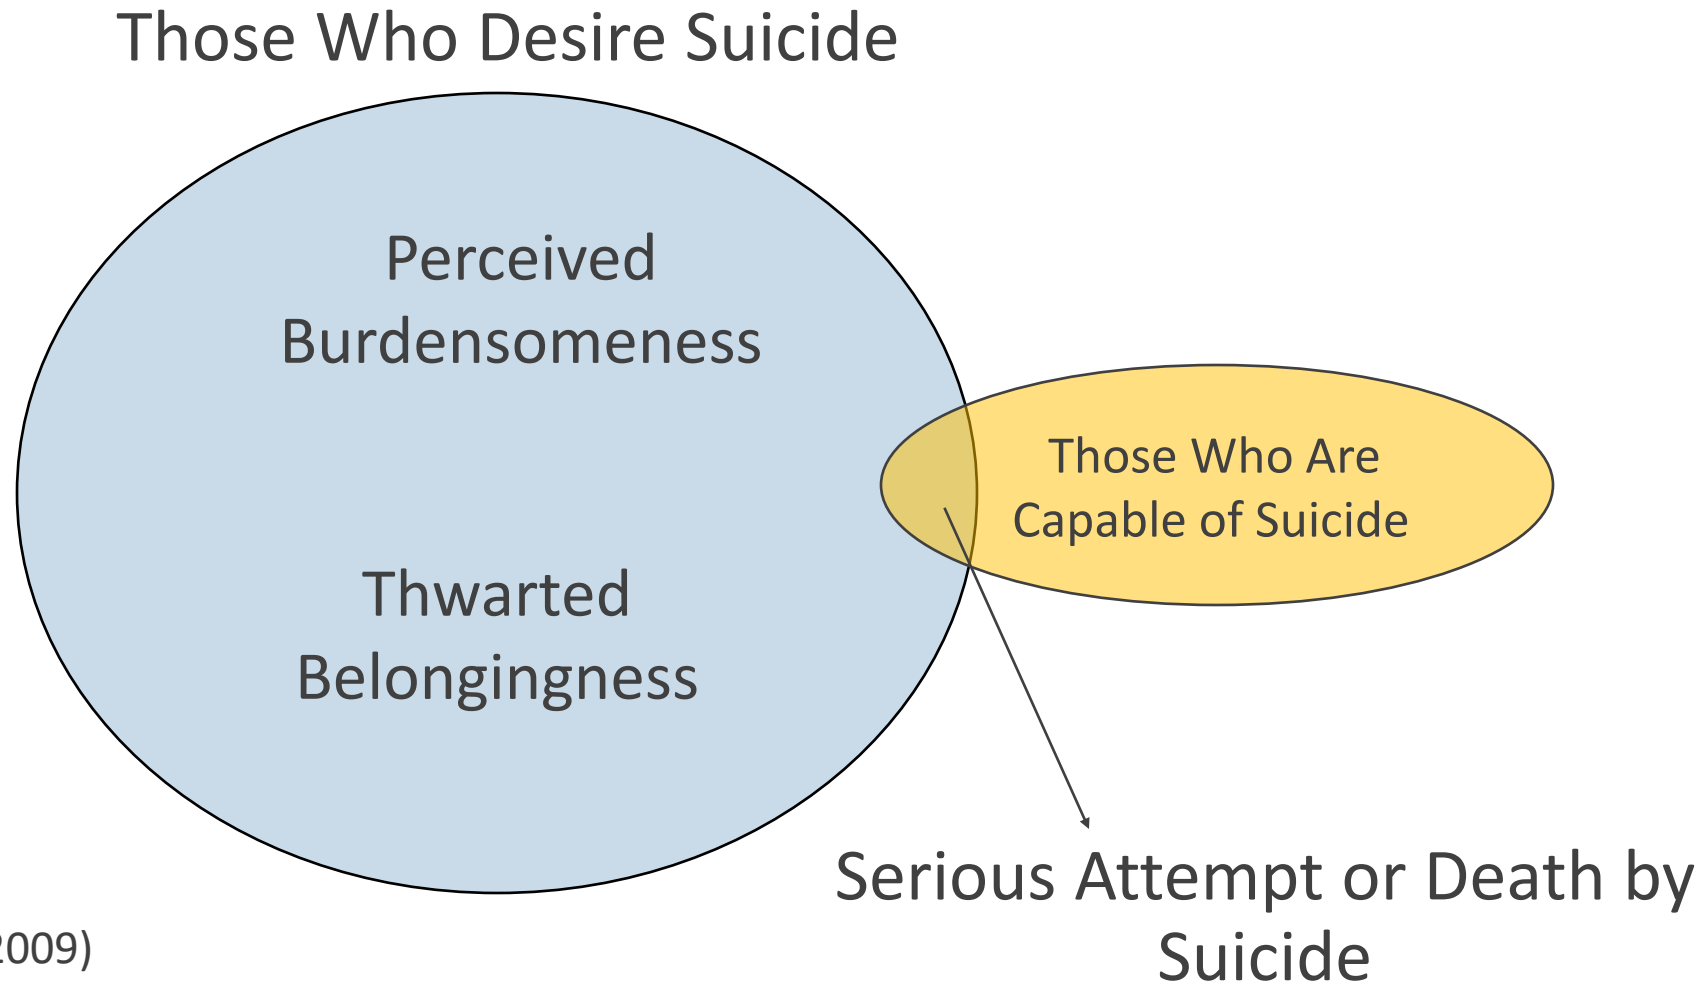 Those Who Desire Suicide
Perceived
Burdensomeness
Those Who Are
Capable of Suicide
Thwarted
Belongingness
Serious Attempt or Death by
Suicide
2009)